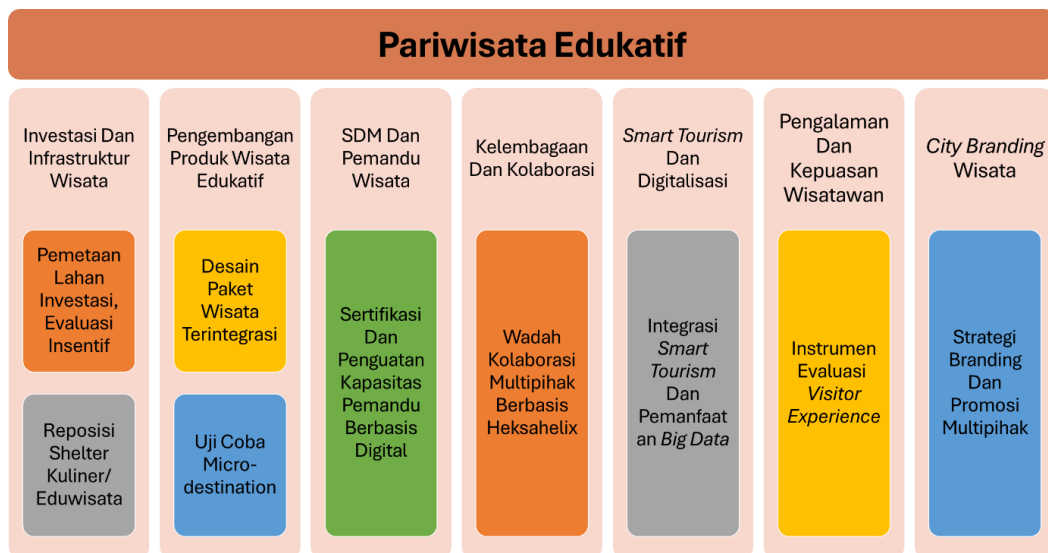 Pariwisata Edukatif
Investasi Dan
Infrastruktur
Wisata
Pemetaan
Lahan
Investasi,
Evaluasi
Insentif
Reposisi
Shelter
Kuliner/
Eduwisata
Pengembangan
Produk Wisata
Edukatif
Desain
Paket
Wisata
Terintegrasi
Uji Coba
Micro-
destination
SDM Dan
Pemandu
Wisata
Sertifikasi
Dan
Penguatan
Kapasitas
Pemandu
Berbasis
Digital
Kelembagaan
Dan Kolaborasi
Wadah
Kolaborasi
Multipihak
Berbasis
Heksahelix
Smart Tourism
Dan
Digitalisasi
Integrasi
Smart
Tourism
Dan
Pemanfaat
an Big Data
Pengalaman
Dan
Kepuasan
Wisatawan
Instrumen
Evaluasi
Visitor
Experience
City Branding
Wisata
Strategi
Branding
Dan
Promosi
Multipihak